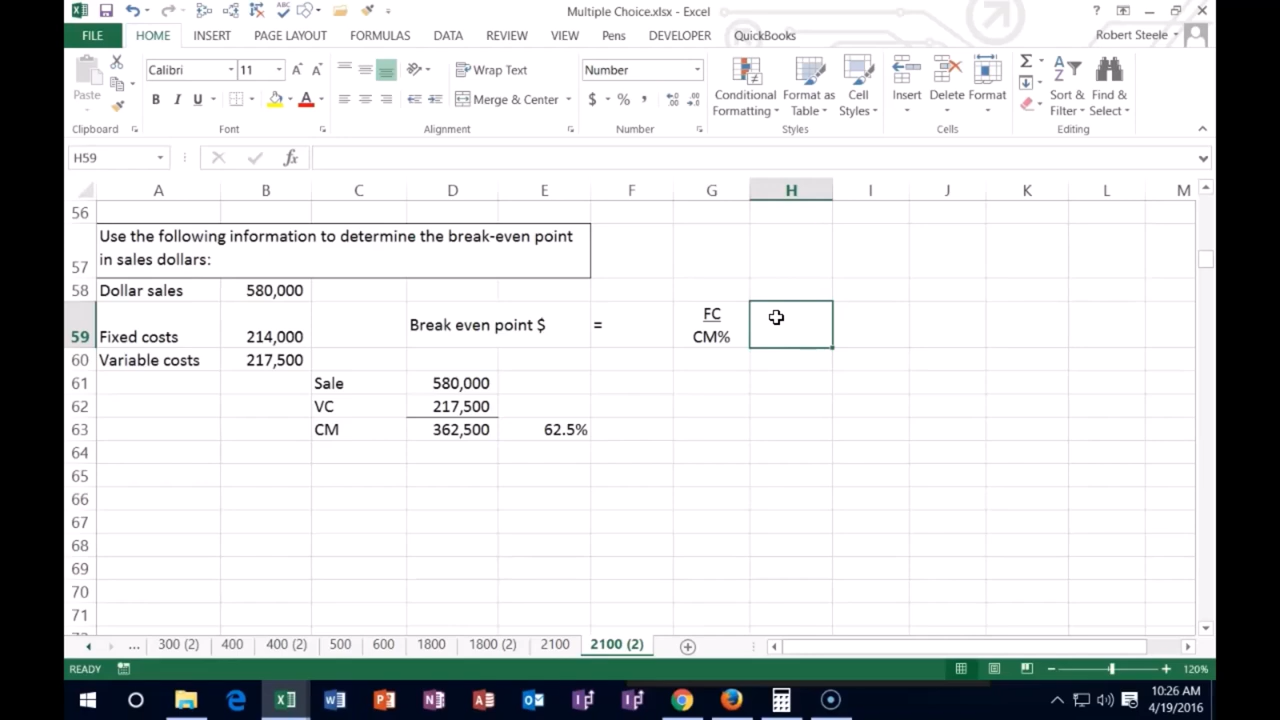 Multiple Choice.xlsx - Excel
FILE HOME INSERT PAGE LAYOUT FORMULAS DATA REVIEW VIEW Pens DEVELOPER QuickBooks Robert Steele
Calibri 11 Wrap Text Number
Paste B I U A Merge & Center $ % , Conditional Formatting Format as Table Cell Styles Insert Delete Format Sort & Filter Find & Select
Clipboard Font Alignment Number Styles Cells Editing
H59 fx
A B C D E F G H I J K L M
56
57 Use the following information to determine the break-even point
in sales dollars:
58 Dollar sales 580,000
59 Fixed costs 214,000 Break even point $ = FC
CM%
60 Variable costs 217,500
61 Sale 580,000
62 VC 217,500
63 CM 362,500 62.5%
64
65
66
67
68
69
70
71
... 300 (2) 400 400 (2) 500 600 1800 1800 (2) 2100 2100 (2)
READY 120%
10:26 AM
4/19/2016